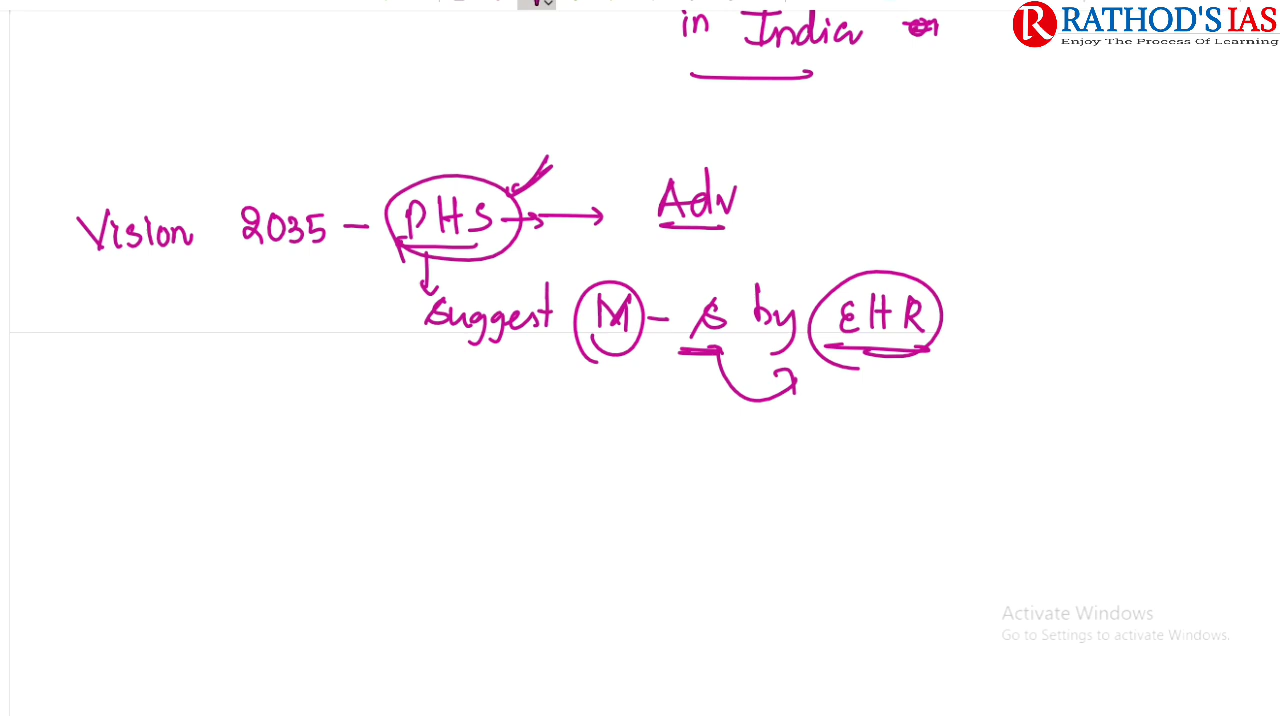 in India
RATHOD'S IAS
Enjoy The Process Of Learning
Vision 2035 - PHS → Adv
Suggest M - S by EHR
Activate Windows
Go to Settings to activate Windows.